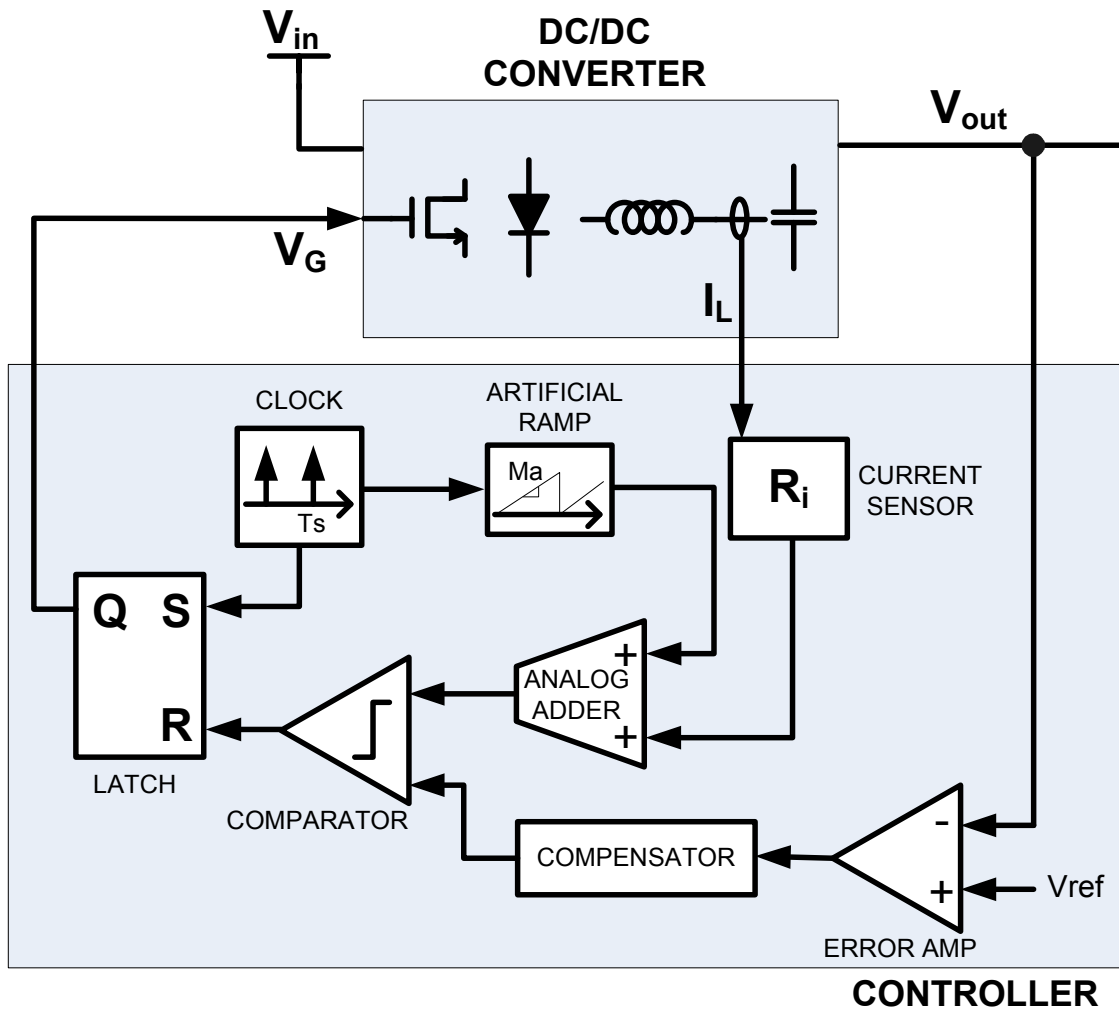 V_in
DC/DC
CONVERTER
V_out
V_G
I_L
CLOCK
Ts
ARTIFICIAL
RAMP
Ma
R_i
CURRENT
SENSOR
Q S
R
LATCH
COMPARATOR
+
ANALOG
ADDER
+
COMPENSATOR
-
+
Vref
ERROR AMP
CONTROLLER